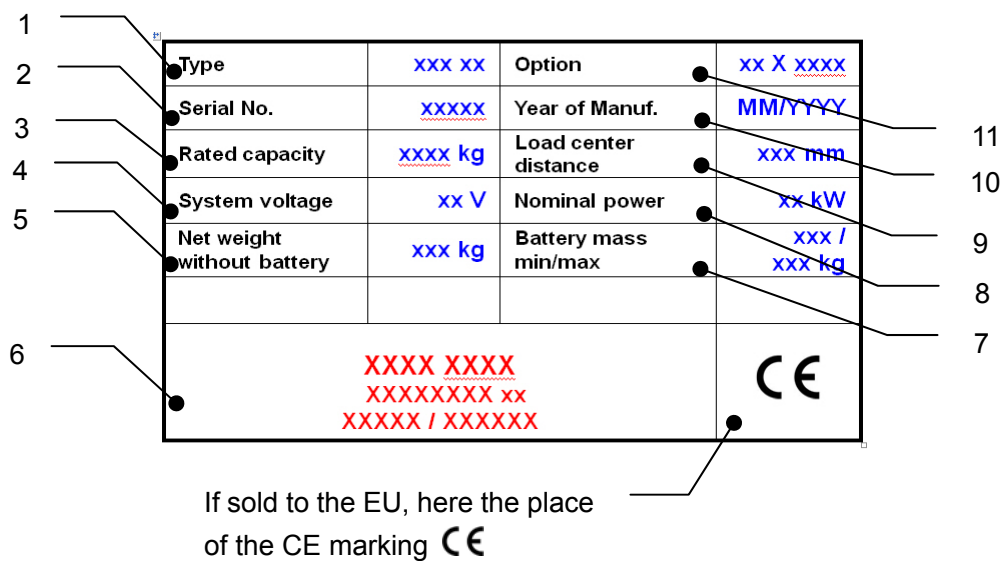 1
2
3
4
5
6
Type xxx xx Option xx X xxxx
Serial No. xxxxx Year of Manuf. MM/YYYY
Rated capacity xxxx kg Load center
distance xxx mm
System voltage xx V Nominal power xx kW
Net weight
without battery xxx kg Battery mass
min/max xxx /
xxx kg
XXXX XXXX
XXXXXXXX xx
XXXXX / XXXXXX
CE
11
10
9
8
7
If sold to the EU, here the place
of the CE marking CE